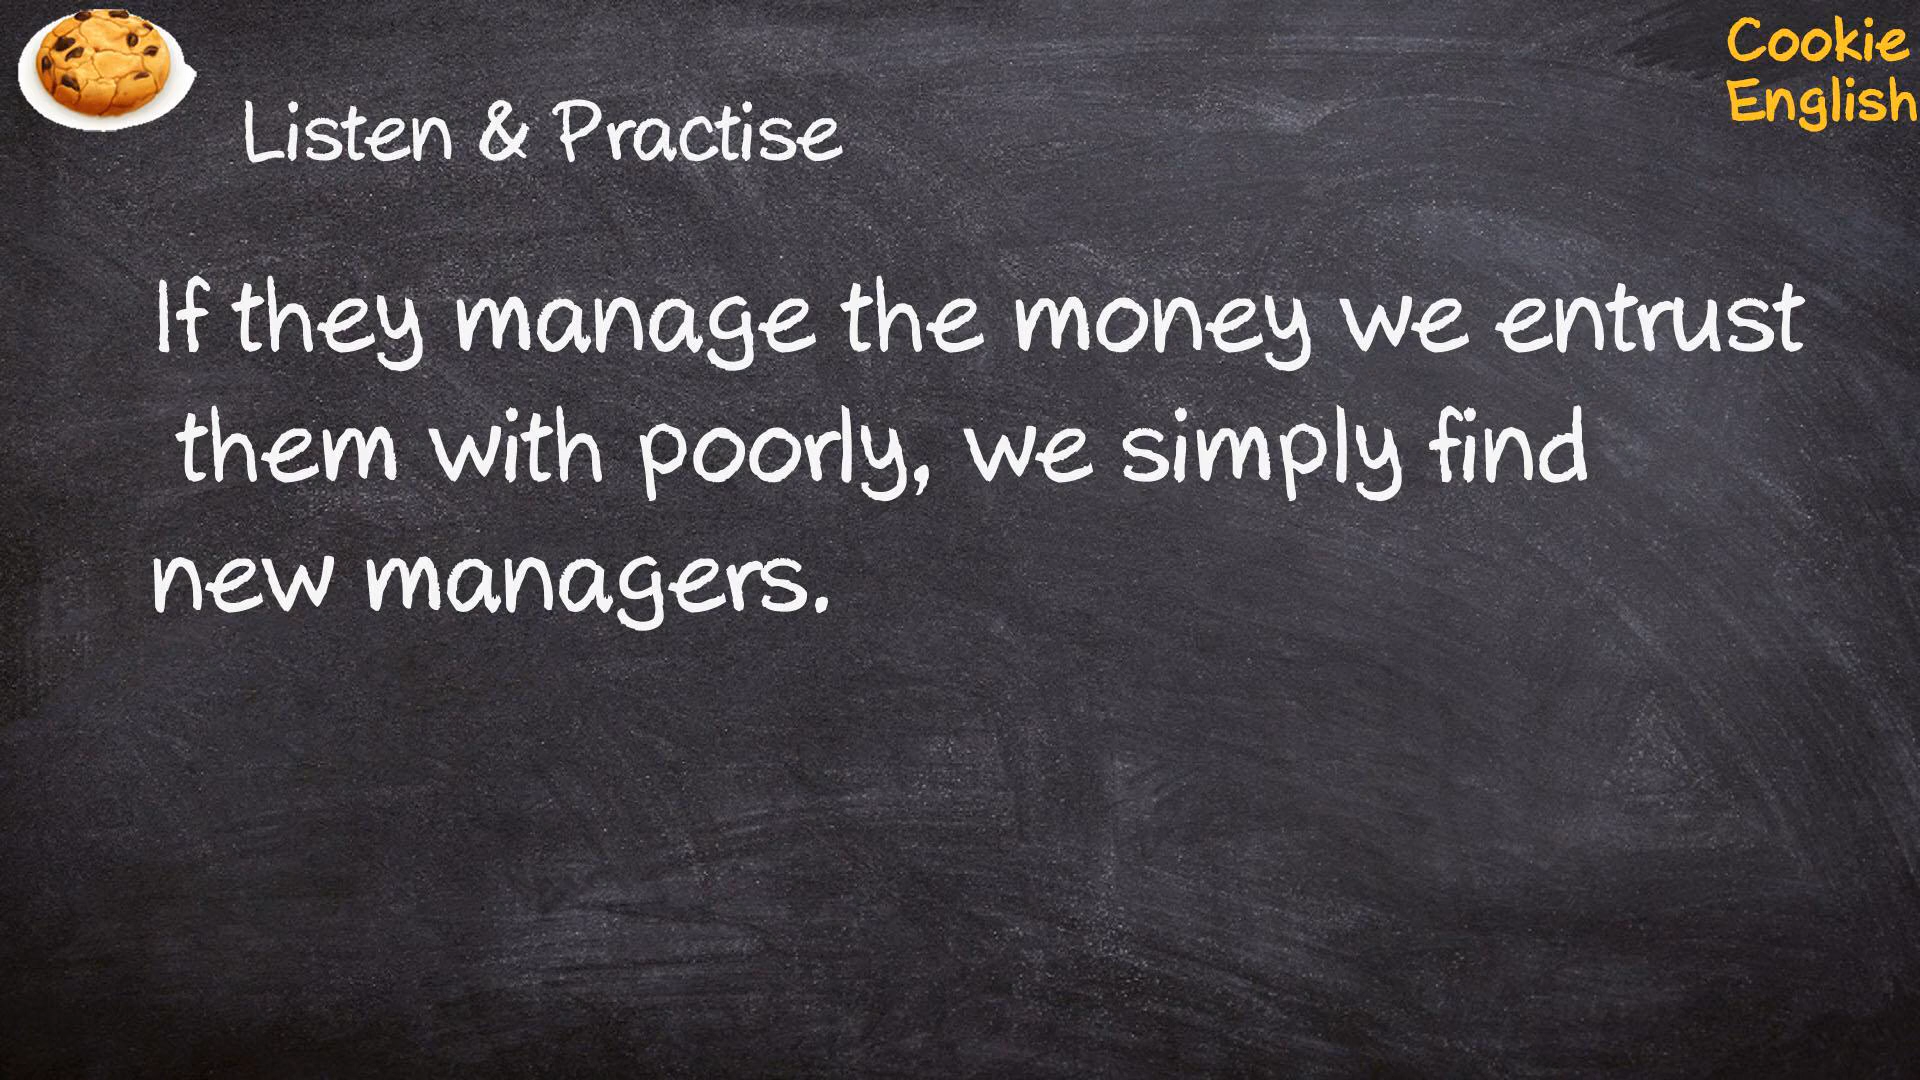 Cookie
English
Listen & Practise
If they manage the money we entrust
them with poorly, we simply find
new managers.